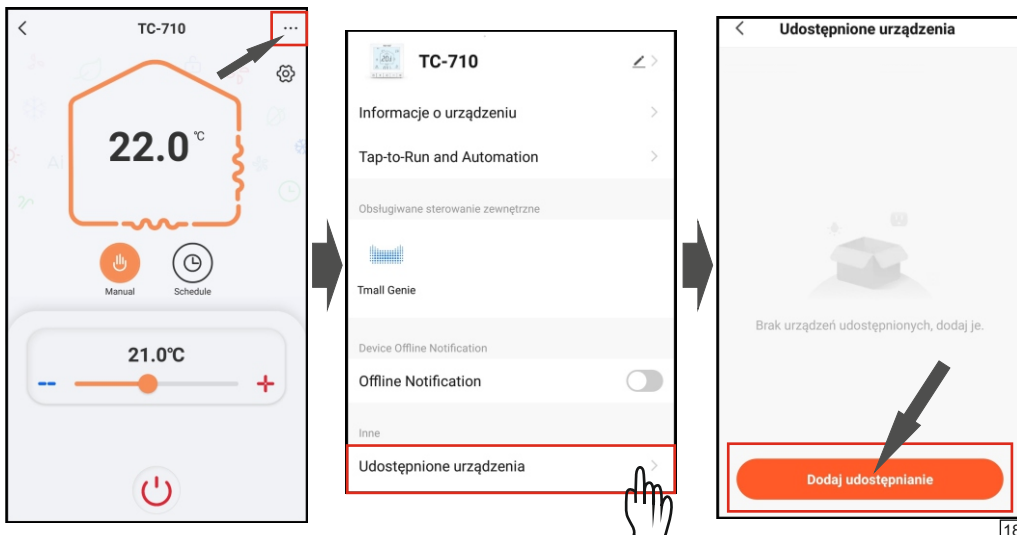 TC-710
...
22.0 °C
Manual
Schedule
21.0°C
TC-710
Informacje o urządzeniu
Tap-to-Run and Automation
Obsługiwane sterowanie zewnętrzne
Tmall Genie
Device Offline Notification
Offline Notification
Inne
Udostępnione urządzenia
Udostępnione urządzenia
Brak urządzeń udostępnionych, dodaj je.
Dodaj udostępnianie
18